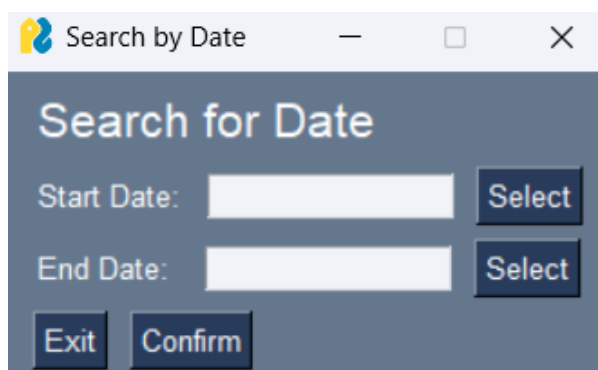 Search by Date
Search for Date
Start Date: Select
End Date: Select
Exit Confirm